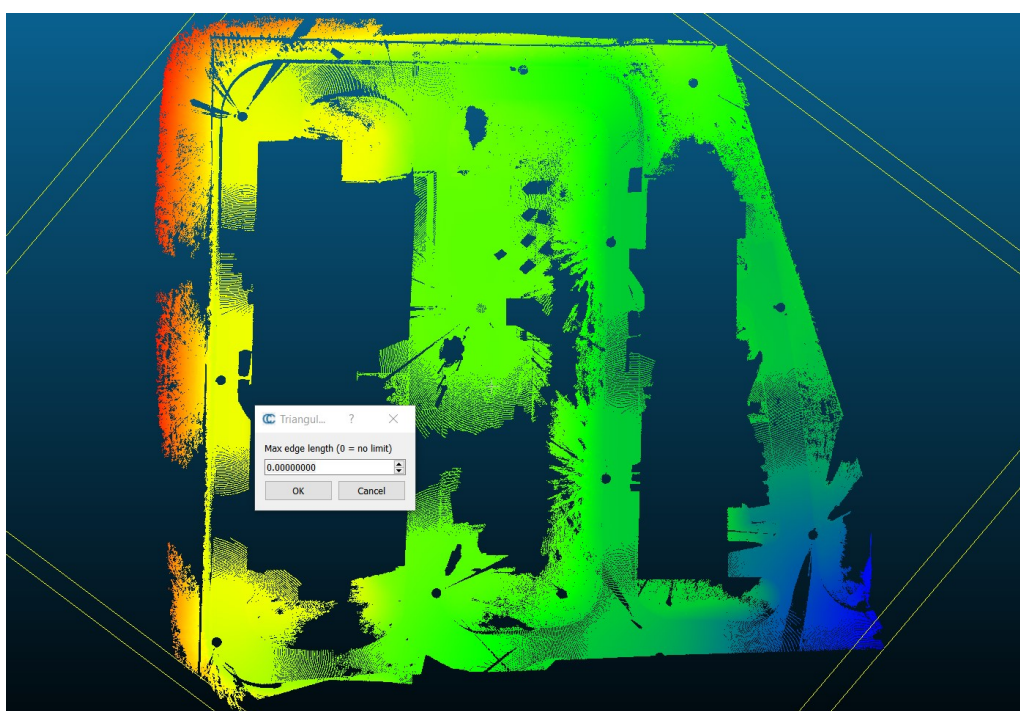 Triangul...
?
Max edge length (0 = no limit)
0.00000000
OK
Cancel